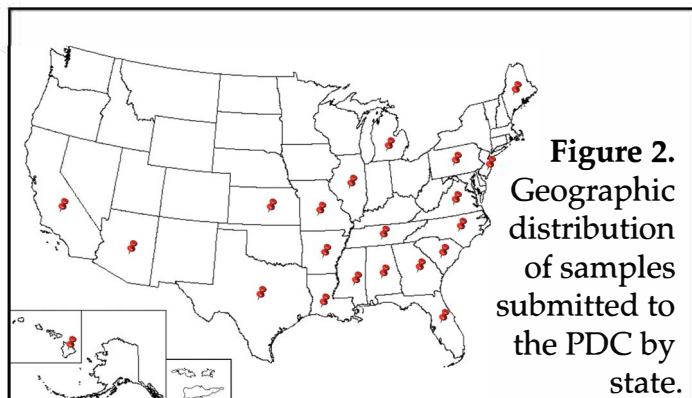 Figure 2.
Geographic
distribution
of samples
submitted to
the PDC by
state.